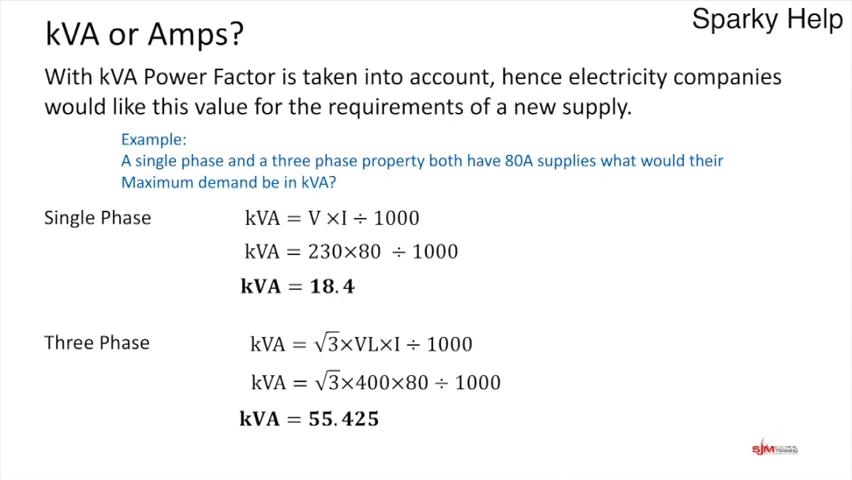 Sparky Help
kVA or Amps?
With kVA Power Factor is taken into account, hence electricity companies
would like this value for the requirements of a new supply.
Example:
A single phase and a three phase property both have 80A supplies what would their
Maximum demand be in kVA?
Single Phase kVA = V ×I ÷ 1000
kVA = 230×80 ÷ 1000
kVA = 18.4
Three Phase kVA = √3×VL×I ÷ 1000
kVA = √3×400×80 ÷ 1000
kVA = 55.425
SJM ELECTRICAL TRAINING